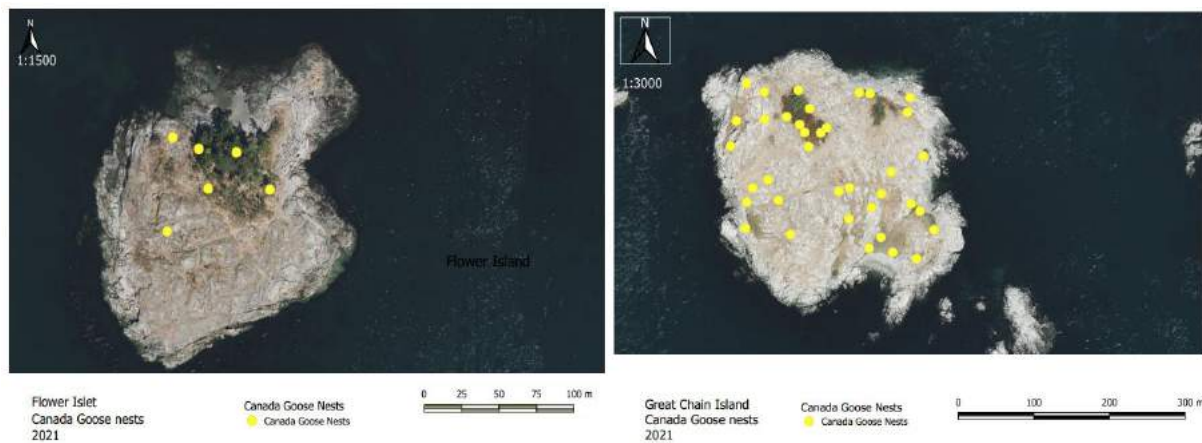 N
1:1500
Flower Island
Flower Islet
Canada Goose nests
2021
Canada Goose Nests
Canada Goose Nests
0 25 50 75 100 m
N
1:3000
Great Chain Island
Canada Goose nests
2021
Canada Goose Nests
Canada Goose Nests
0 100 200 300 m